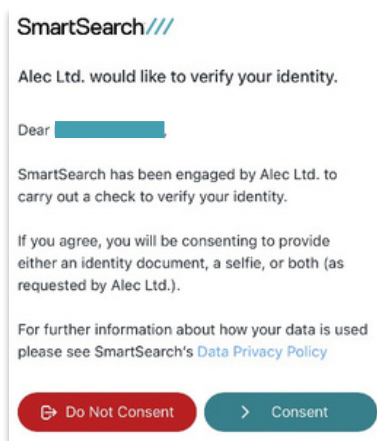 SmartSearch///
Alec Ltd. would like to verify your identity.
Dear ,
SmartSearch has been engaged by Alec Ltd. to
carry out a check to verify your identity.
If you agree, you will be consenting to provide
either an identity document, a selfie, or both (as
requested by Alec Ltd.).
For further information about how your data is used
please see SmartSearch's Data Privacy Policy
Do Not Consent
Consent